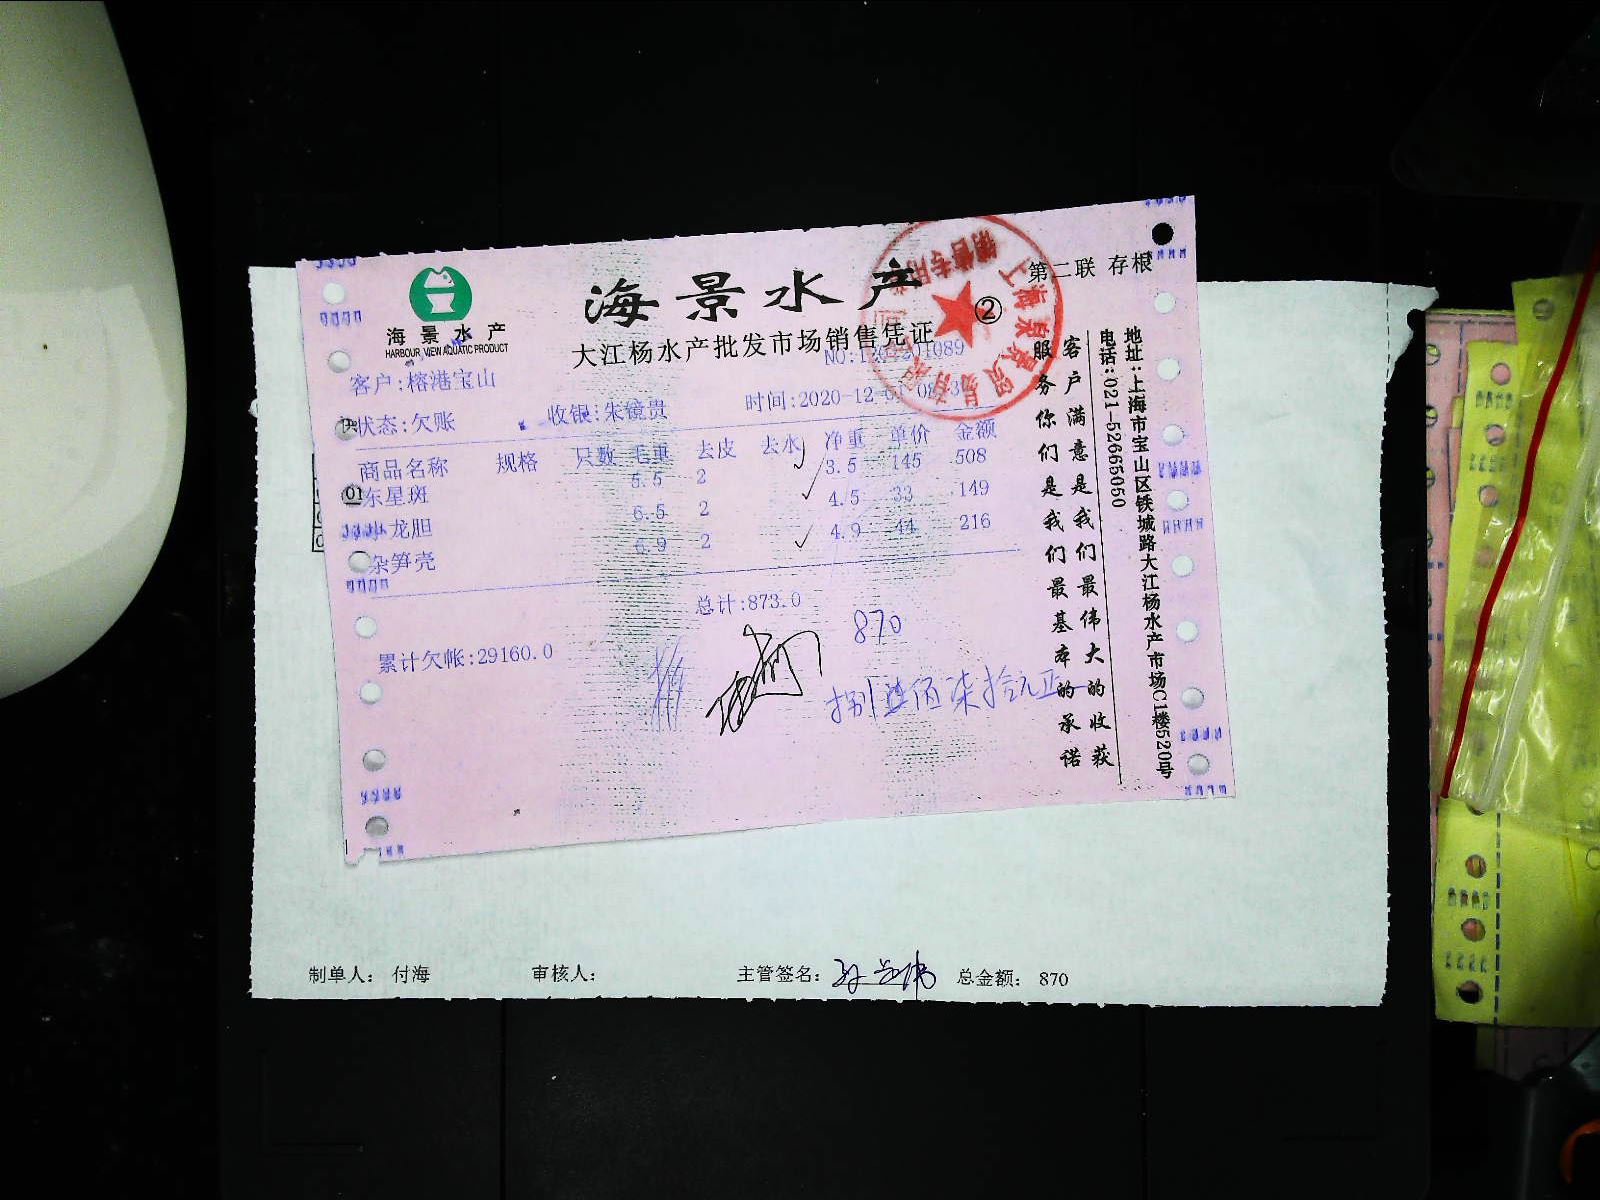 第二联 存根
海景水产
②
海景水产
HARBOUR VIEW AQUATIC PRODUCT
大江杨水产批发市场销售凭证
客户:榕港宝山
状态:欠账 收银:朱镜贵 时间:2020-12
商品名称 规格 只数 毛重 去皮 去水 净重 单价 金额
01东星斑 5.5 2 3.5 145 508
龙胆 6.5 2 4.5 33 149
杂笋壳 6.9 2 4.9 44 216
总计:873.0
870
累计欠帐:29160.0
捌佰柒拾元正
客户满意是我们最伟大的收获
服务你们是我们最基本的承诺
地址:上海市宝山区铁城路大江杨水产市场C1楼520号
电话:021-52665050
制单人: 付海 审核人: 主管签名: 总金额: 870